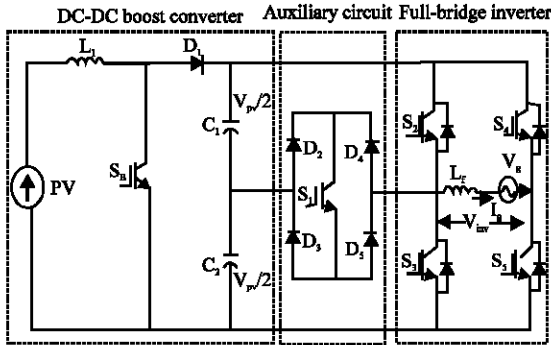 DC-DC boost converter
Auxiliary circuit
Full-bridge inverter
L1
D1
Vpv/2
C1
SB
PV
C2
Vpv/2
D2
D4
S1
D3
D5
S2
S4
Lf
Vg
Ig
Vinv
S3
S5